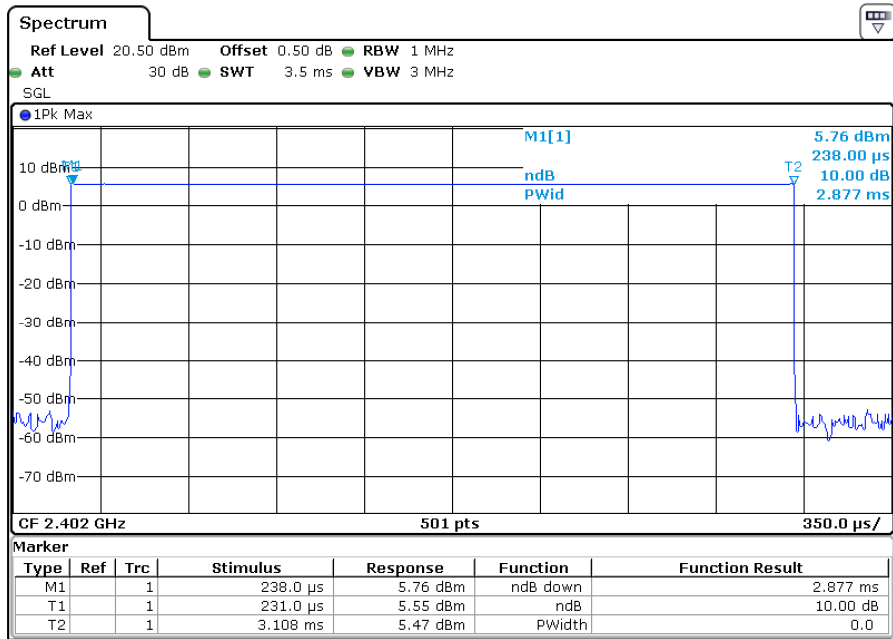 Spectrum
Ref Level 20.50 dBm Offset 0.50 dB RBW 1 MHz
Att 30 dB SWT 3.5 ms VBW 3 MHz
SGL
1Pk Max
M1[1] 5.76 dBm
238.00 µs
ndB 10.00 dB
PWid 2.877 ms
M1
T2
10 dBm
0 dBm
-10 dBm
-20 dBm
-30 dBm
-40 dBm
-50 dBm
-60 dBm
-70 dBm
CF 2.402 GHz 501 pts 350.0 µs/
Marker
Type Ref Trc Stimulus Response Function Function Result
M1 1 238.0 µs 5.76 dBm ndB down 2.877 ms
T1 1 231.0 µs 5.55 dBm ndB 10.00 dB
T2 1 3.108 ms 5.47 dBm PWidth 0.0